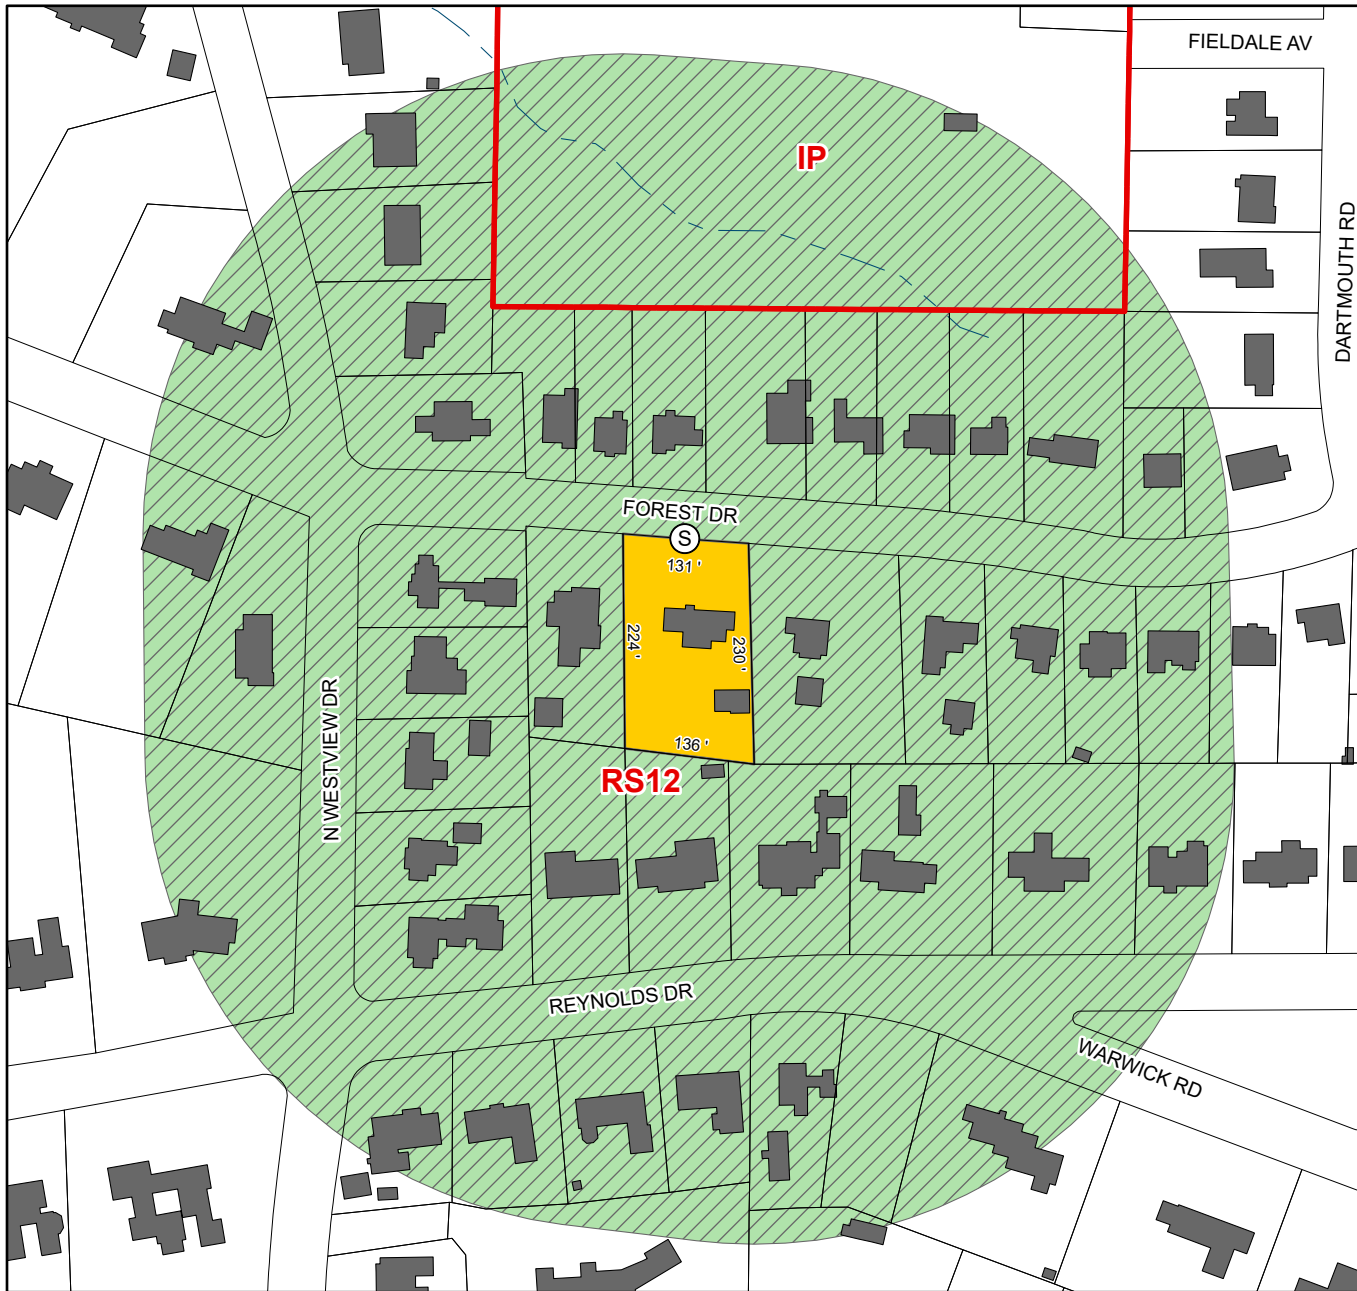 FIELDALE AV
IP
DARTMOUTH RD
FOREST DR
S
131 '
224 '
230 '
136 '
RS12
N WESTVIEW DR
REYNOLDS DR
WARWICK RD